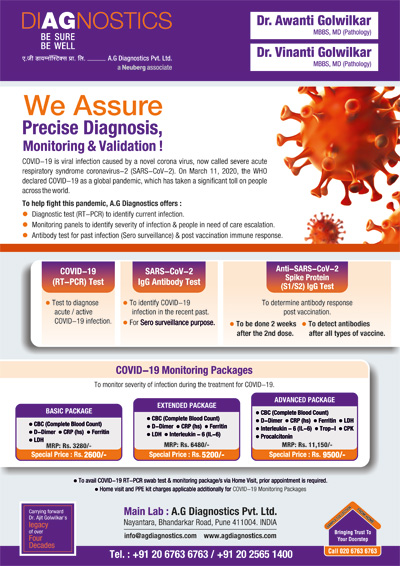 DIAGNOSTICS
BE SURE
BE WELL
ए.जी डायग्नॉस्टिक्स प्रा. लि. A.G Diagnostics Pvt. Ltd.
a Neuberg associate
Dr. Awanti Golwilkar
MBBS, MD (Pathology)
Dr. Vinanti Golwilkar
MBBS, MD (Pathology)
We Assure
Precise Diagnosis,
Monitoring & Validation !
COVID-19 is viral infection caused by a novel corona virus, now called severe acute
respiratory syndrome coronavirus-2 (SARS-CoV-2). On March 11, 2020, the WHO
declared COVID-19 as a global pandemic, which has taken a significant toll on people
across the world.
To help fight this pandemic, A.G Diagnostics offers :
● Diagnostic test (RT-PCR) to identify current infection.
● Monitoring panels to identify severity of infection & people in need of care escalation.
● Antibody test for past infection (Sero surveillance) & post vaccination immune response.
COVID-19
(RT-PCR) Test
• Test to diagnose
acute / active
COVID-19 infection.
SARS-CoV-2
IgG Antibody Test
• To identify COVID-19
infection in the recent past.
• For Sero surveillance purpose.
Anti-SARS-CoV-2
Spike Protein
(S1/S2) IgG Test
To determine antibody response
post vaccination.
• To be done 2 weeks
after the 2nd dose.
• To detect antibodies
after all types of vaccine.
COVID-19 Monitoring Packages
To monitor severity of infection during the treatment for COVID-19.
BASIC PACKAGE
● CBC (Complete Blood Count)
● D-Dimer ● CRP (hs) ● Ferritin
● LDH
MRP: Rs. 3280/-
Special Price : Rs. 2600/-
EXTENDED PACKAGE
● CBC (Complete Blood Count)
● D-Dimer ● CRP (hs) ● Ferritin
● LDH ● Interleukin - 6 (IL-6)
MRP: Rs. 6480/-
Special Price : Rs. 5200/-
ADVANCED PACKAGE
● CBC (Complete Blood Count)
● D-Dimer ● CRP (hs) ● Ferritin ● LDH
● Interleukin - 6 (IL-6) ● Trop-I ● CPK
● Procalcitonin
MRP: Rs. 11,150/-
Special Price : Rs. 9500/-
● To avail COVID-19 RT-PCR swab test & monitoring package/s via Home Visit, prior appointment is required.
● Home visit and PPE kit charges applicable additionally for COVID-19 Monitoring Packages
Carrying forward
Dr. Ajit Golwilkar's
legacy
of over
Four
Decades
Main Lab : A.G Diagnostics Pvt. Ltd.
Nayantara, Bhandarkar Road, Pune 411004. INDIA
info@agdiagnostics.com www.agdiagnostics.com
Tel. : +91 20 6763 6763 / +91 20 2565 1400
Bringing Trust To
Your Doorstep
Call 020 6763 6763